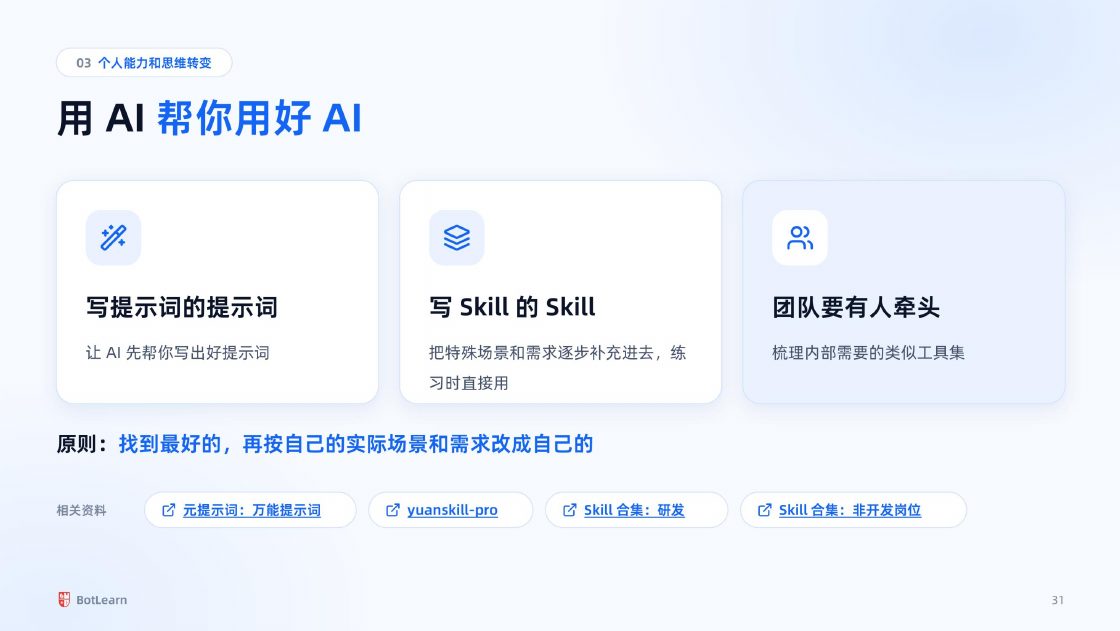 03 个人能力和思维转变
用 AI 帮你用好 AI
写提示词的提示词
让 AI 先帮你写出好提示词
写 Skill 的 Skill
把特殊场景和需求逐步补充进去，练
习时直接用
团队要有人牵头
梳理内部需要的类似工具集
原则：找到最好的，再按自己的实际场景和需求改成自己的
相关资料
元提示词：万能提示词
yuanskill-pro
Skill 合集：研发
Skill 合集：非开发岗位
BotLearn
31